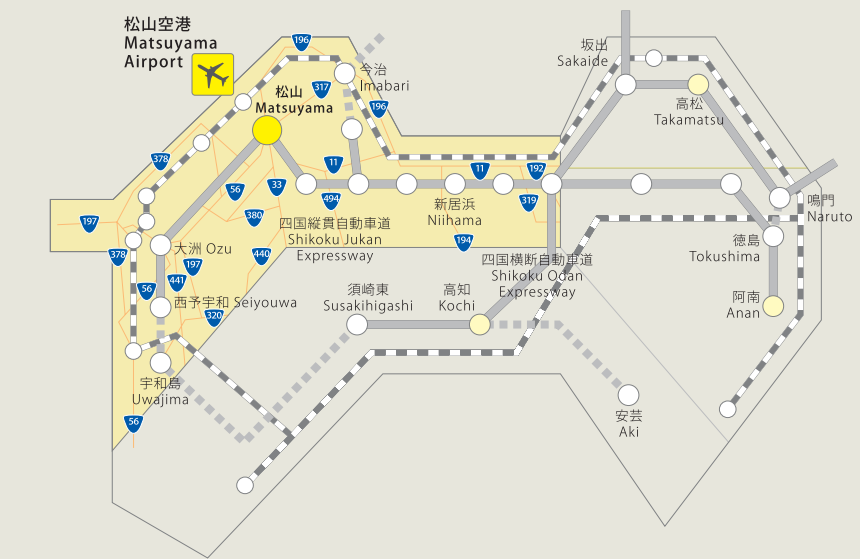 松山空港
Matsuyama
Airport
196
今治
Imabari
坂出
Sakaide
317
松山
Matsuyama
196
高松
Takamatsu
378
11
11
192
56
33
494
319
197
380
新居浜
Niihama
鳴門
Naruto
四国縦貫自動車道
Shikoku Jukan
Expressway
194
大洲 Ozu
378
197
440
四国横断自動車道
Shikoku Odan
Expressway
徳島
Tokushima
441
56
西予宇和 Seiyouwa
須崎東
Susakihigashi
高知
Kochi
阿南
Anan
320
宇和島
Uwajima
56
安芸
Aki